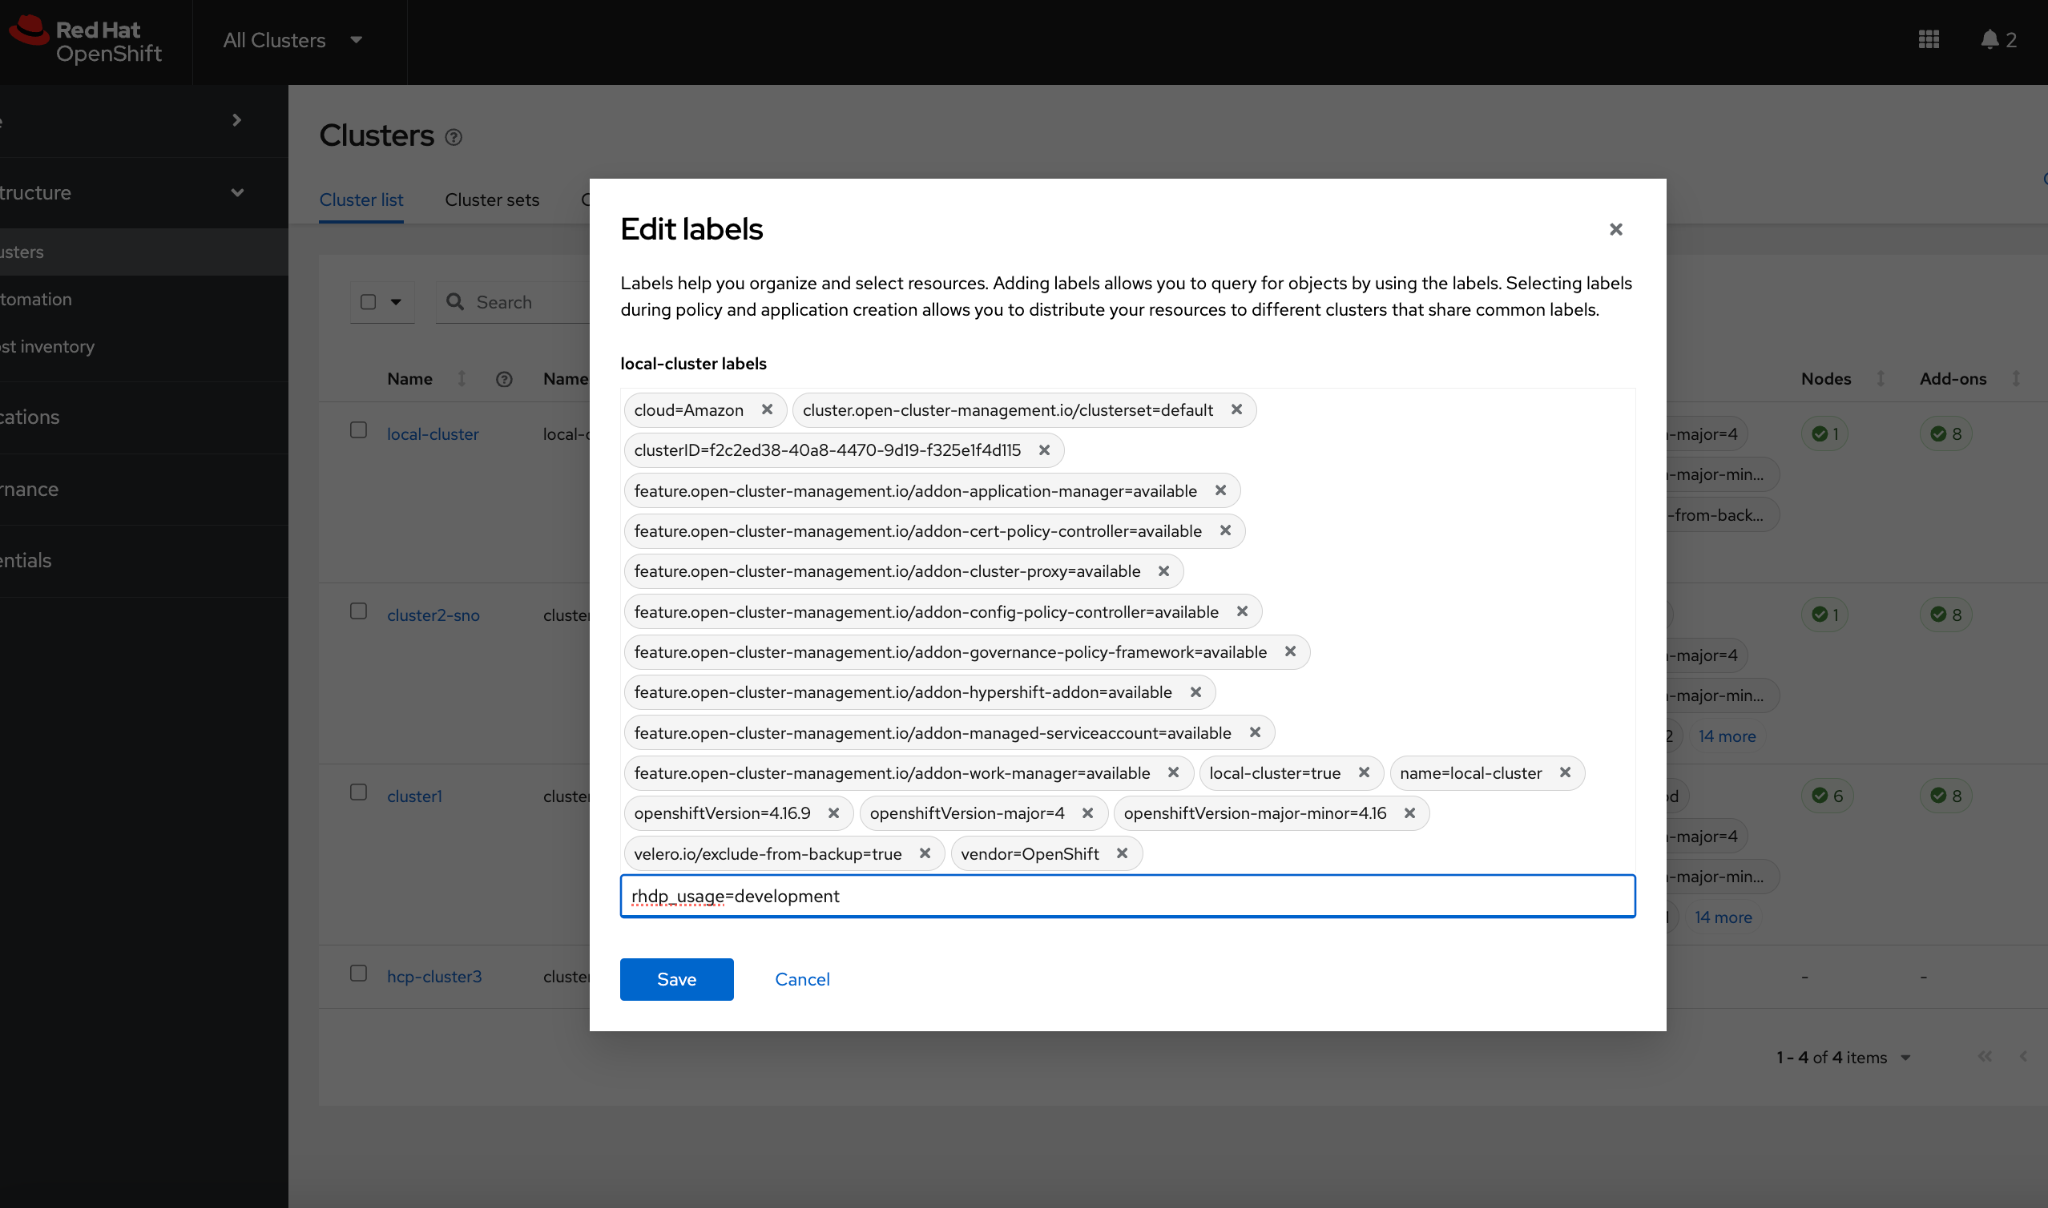 Red Hat
OpenShift
All Clusters
2
tructure
usters
tomation
st inventory
cations
rnance
entials
Clusters
Cluster list Cluster sets C
Search
Name Name Nodes Add-ons
local-cluster local-c -major=4 1 8
-major-min...
-from-back...
cluster2-sno cluster 1 8
-major=4
-major-min...
2 14 more
cluster1 cluster od 6 8
-major=4
-major-min...
14 more
hcp-cluster3 cluster - -
1 - 4 of 4 items
Edit labels
Labels help you organize and select resources. Adding labels allows you to query for objects by using the labels. Selecting labels
during policy and application creation allows you to distribute your resources to different clusters that share common labels.
local-cluster labels
cloud=Amazon cluster.open-cluster-management.io/clusterset=default
clusterID=f2c2ed38-40a8-4470-9d19-f325e1f4d115
feature.open-cluster-management.io/addon-application-manager=available
feature.open-cluster-management.io/addon-cert-policy-controller=available
feature.open-cluster-management.io/addon-cluster-proxy=available
feature.open-cluster-management.io/addon-config-policy-controller=available
feature.open-cluster-management.io/addon-governance-policy-framework=available
feature.open-cluster-management.io/addon-hypershift-addon=available
feature.open-cluster-management.io/addon-managed-serviceaccount=available
feature.open-cluster-management.io/addon-work-manager=available local-cluster=true name=local-cluster
openshiftVersion=4.16.9 openshiftVersion-major=4 openshiftVersion-major-minor=4.16
velero.io/exclude-from-backup=true vendor=OpenShift
rhdp_usage=development
Save Cancel